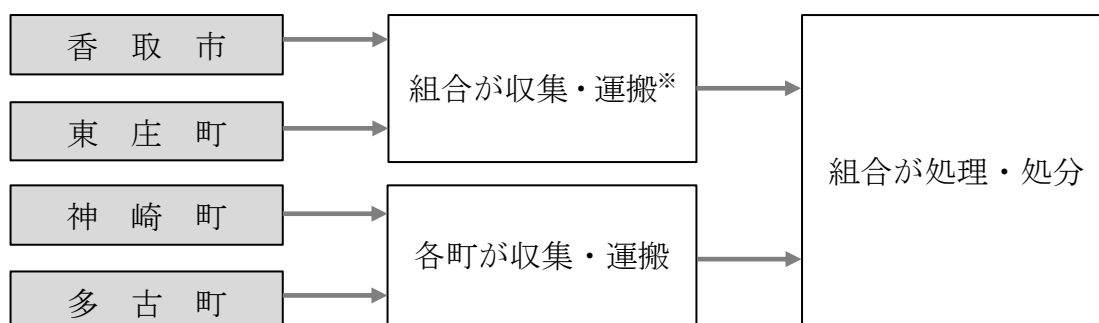 香取市
組合が収集・運搬※
東庄町
組合が処理・処分
神崎町
各町が収集・運搬
多古町